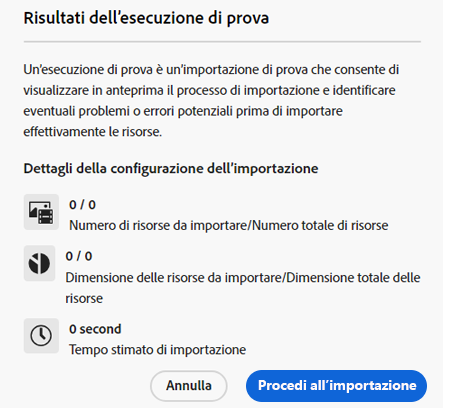 Risultati dell'esecuzione di prova
Un'esecuzione di prova è un'importazione di prova che consente di
visualizzare in anteprima il processo di importazione e identificare
eventuali problemi o errori potenziali prima di importare
effettivamente le risorse.
Dettagli della configurazione dell'importazione
0 / 0
Numero di risorse da importare/Numero totale di risorse
0 / 0
Dimensione delle risorse da importare/Dimensione totale delle
risorse
0 second
Tempo stimato di importazione
Annulla
Procedi all'importazione